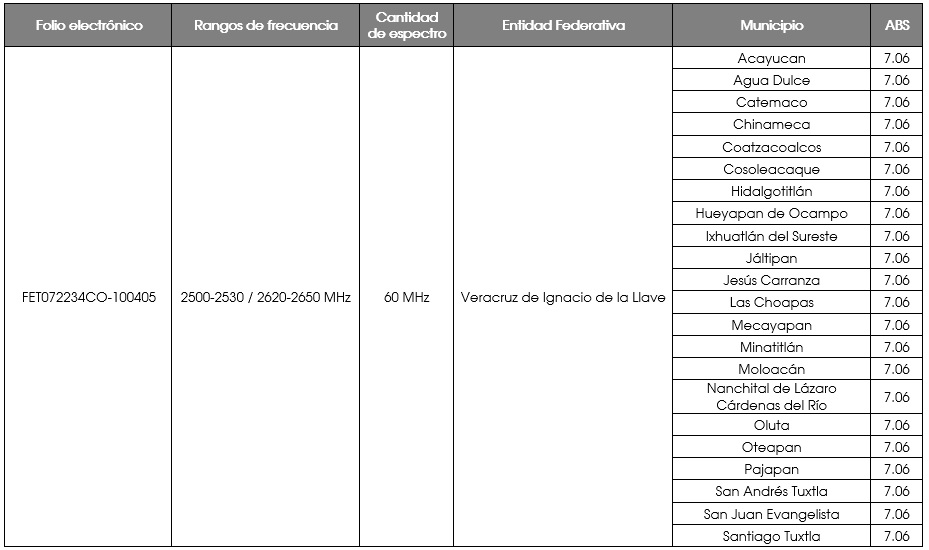 Folio electrónico Rangos de frecuencia Cantidad de espectro Entidad Federativa Municipio ABS
FET072234CO-100405 2500-2530 / 2620-2650 MHz 60 MHz Veracruz de Ignacio de la Llave
Acayucan 7.06
Agua Dulce 7.06
Catemaco 7.06
Chinameca 7.06
Coatzacoalcos 7.06
Cosoleacaque 7.06
Hidalgotitlán 7.06
Hueyapan de Ocampo 7.06
Ixhuatlán del Sureste 7.06
Jáltipan 7.06
Jesús Carranza 7.06
Las Choapas 7.06
Mecayapan 7.06
Minatitlán 7.06
Moloacán 7.06
Nanchital de Lázaro
Cárdenas del Río 7.06
Oluta 7.06
Oteapan 7.06
Pajapan 7.06
San Andrés Tuxtla 7.06
San Juan Evangelista 7.06
Santiago Tuxtla 7.06